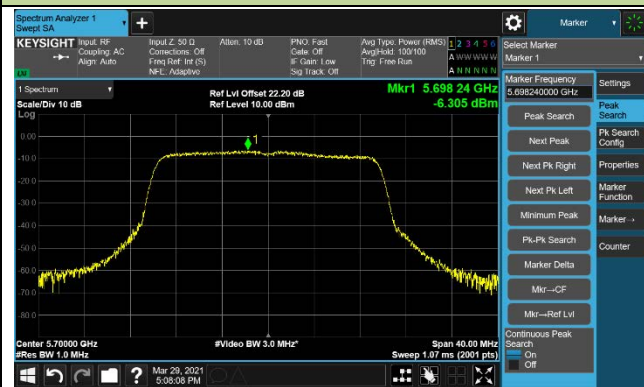 Spectrum Analyzer 1
Swept SA
+
Marker
KEYSIGHT
Input: RF
Coupling: AC
Align: Auto
Input Z: 50 Ω
Corrections: Off
Freq Ref: Int (S)
NFE: Adaptive
Atten: 10 dB
PNO: Fast
Gate: Off
IF Gain: Low
Sig Track: Off
Avg Type: Power (RMS)
Avg|Hold: 100/100
Trig: Free Run
1 2 3 4 5 6
A W W W W W
A N N N N N
LXI
Select Marker
Marker 1
1 Spectrum
Scale/Div 10 dB
Log
Ref Lvl Offset 22.20 dB
Ref Level 10.00 dBm
Mkr1 5.698 24 GHz
-6.305 dBm
1
0.00
-10.0
-20.0
-30.0
-40.0
-50.0
-60.0
-70.0
-80.0
Center 5.70000 GHz
#Res BW 1.0 MHz
#Video BW 3.0 MHz*
Span 40.00 MHz
Sweep 1.07 ms (2001 pts)
Marker Frequency
5.698240000 GHz
Peak Search
Next Peak
Next Pk Right
Next Pk Left
Minimum Peak
Pk-Pk Search
Marker Delta
Mkr→CF
Mkr→Ref Lvl
Continuous Peak
Search
On
Off
Settings
Peak
Search
Pk Search
Config
Properties
Marker
Function
Marker→
Counter
?
Mar 29, 2021
5:08:08 PM